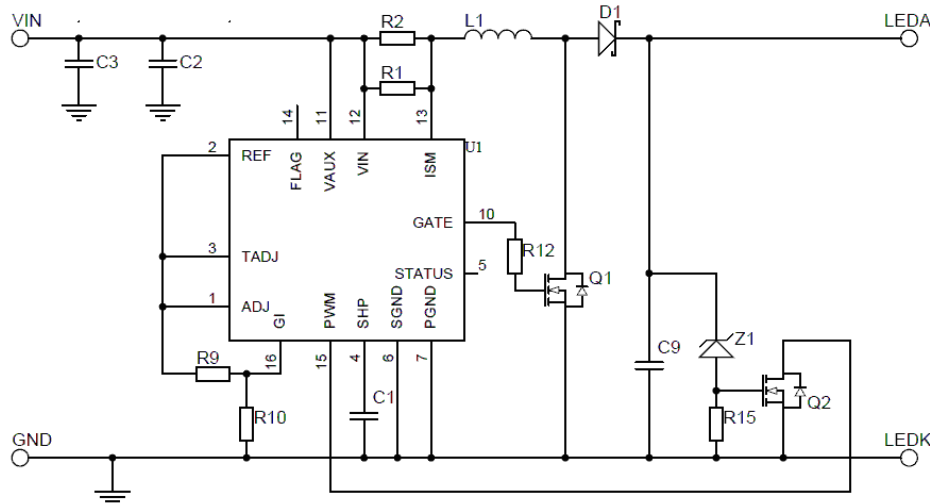 VIN
R2
L1
D1
LEDA
C3
C2
R1
14
11
12
13
U1
2
REF
FLAG
VAUX
VIN
ISM
GATE
10
R12
3
TADJ
STATUS
5
Q1
1
ADJ
GI
PWM
SHP
SGND
PGND
Z1
C9
R9
16
15
4
6
7
R10
C1
R15
Q2
GND
LEDK